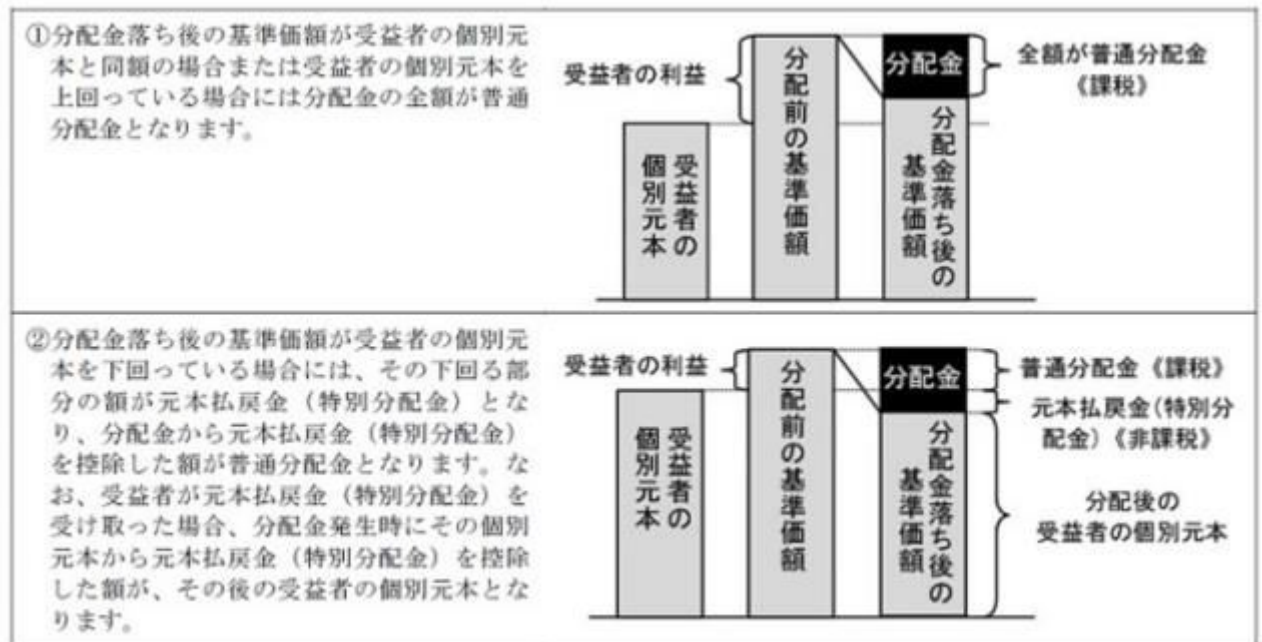 ①分配金落ち後の基準価額が受益者の個別元
本と同額の場合または受益者の個別元本を
上回っている場合には分配金の全額が普通
分配金となります。
受益者の利益
受益者の
個別元本
分配前の基準価額
分配金
分配金落ち後の
基準価額
全額が普通分配金
《課税》
②分配金落ち後の基準価額が受益者の個別元
本を下回っている場合には、その下回る部
分の額が元本払戻金（特別分配金）とな
り、分配金から元本払戻金（特別分配金）
を控除した額が普通分配金となります。な
お、受益者が元本払戻金（特別分配金）を
受け取った場合、分配金発生時にその個別
元本から元本払戻金（特別分配金）を控除
した額が、その後の受益者の個別元本とな
ります。
受益者の利益
受益者の
個別元本
分配前の基準価額
分配金
分配金落ち後の
基準価額
普通分配金《課税》
元本払戻金(特別分
配金)《非課税》
分配後の
受益者の個別元本